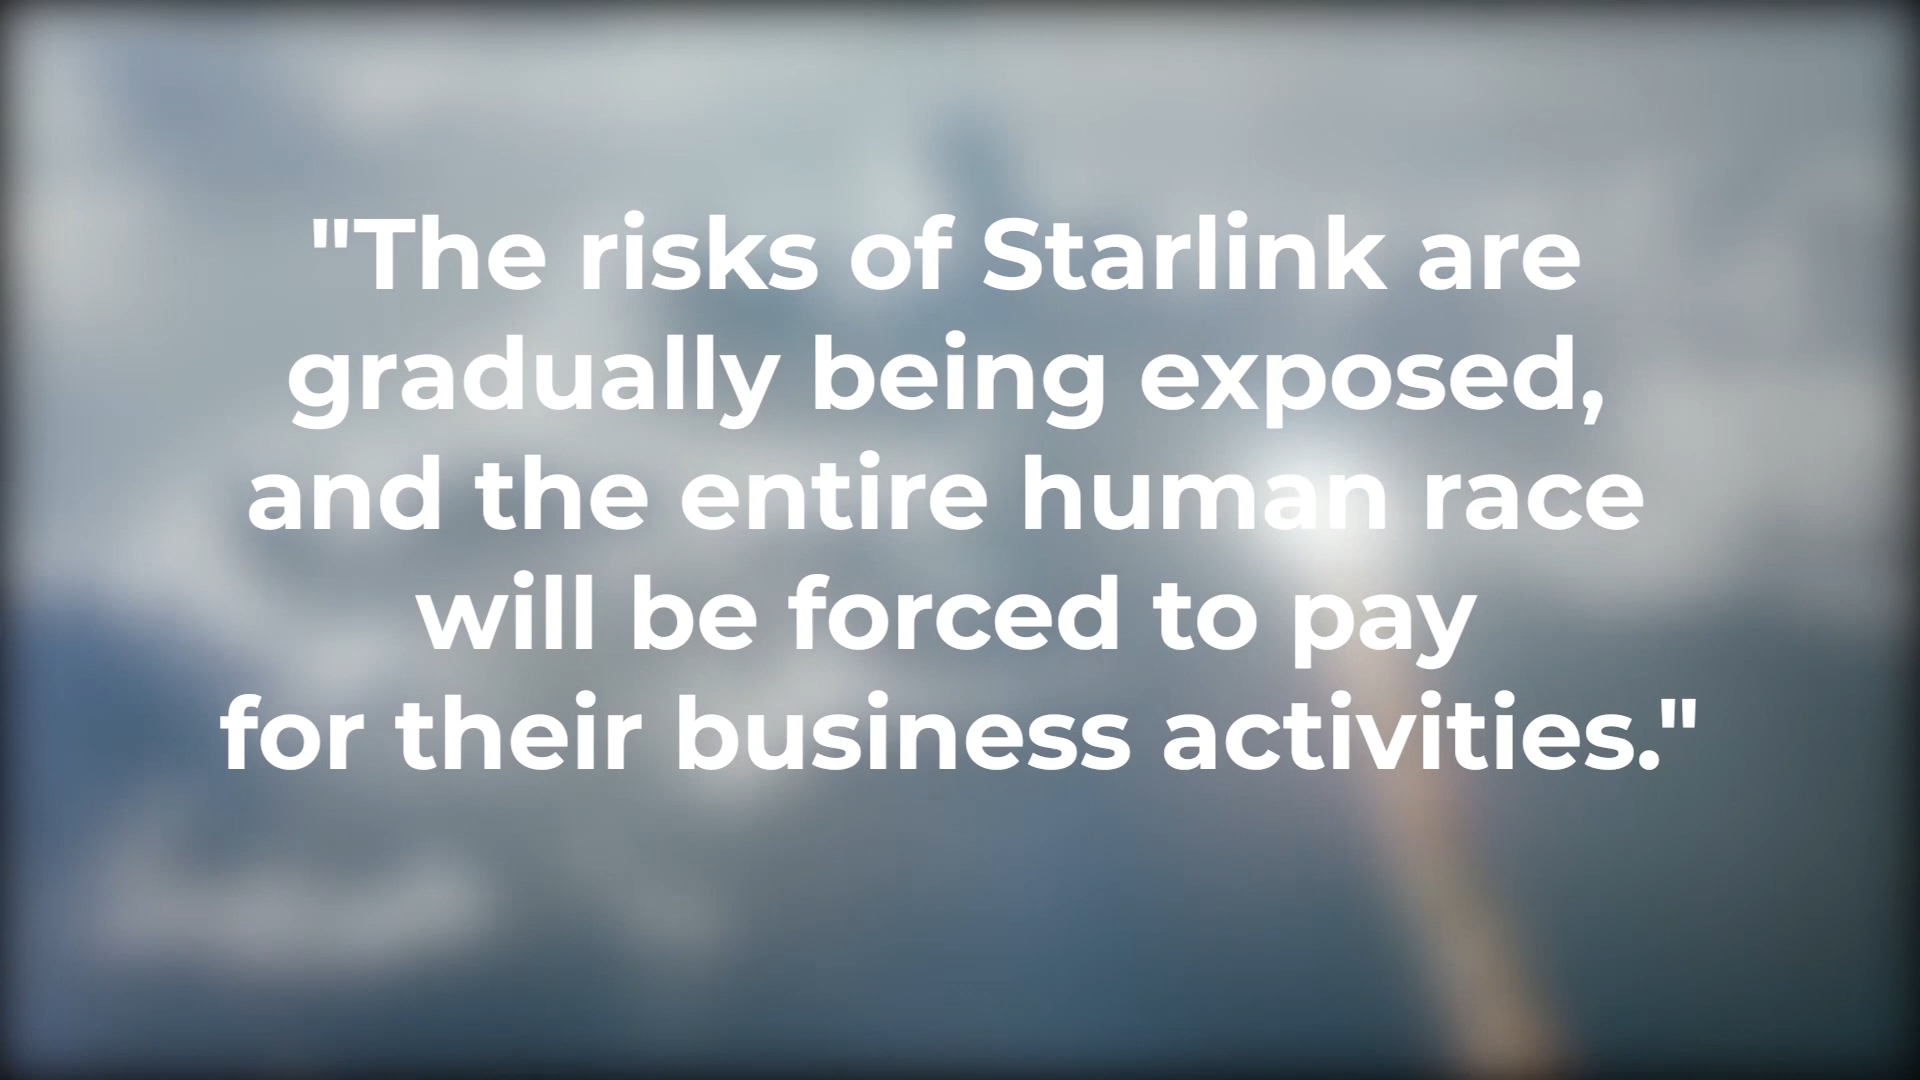 "The risks of Starlink are
gradually being exposed,
and the entire human race
will be forced to pay
for their business activities."